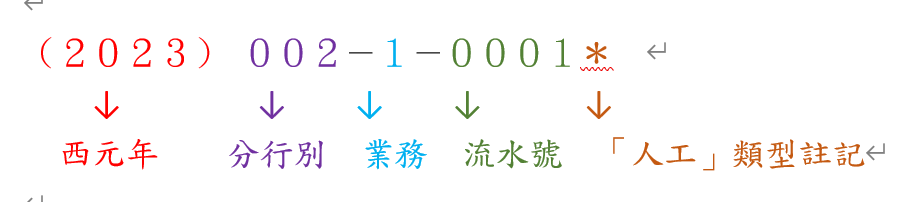 （２０２３） ００２－１－０００１＊
↓ ↓ ↓ ↓ ↓
西元年 分行別 業務 流水號 「人工」類型註記